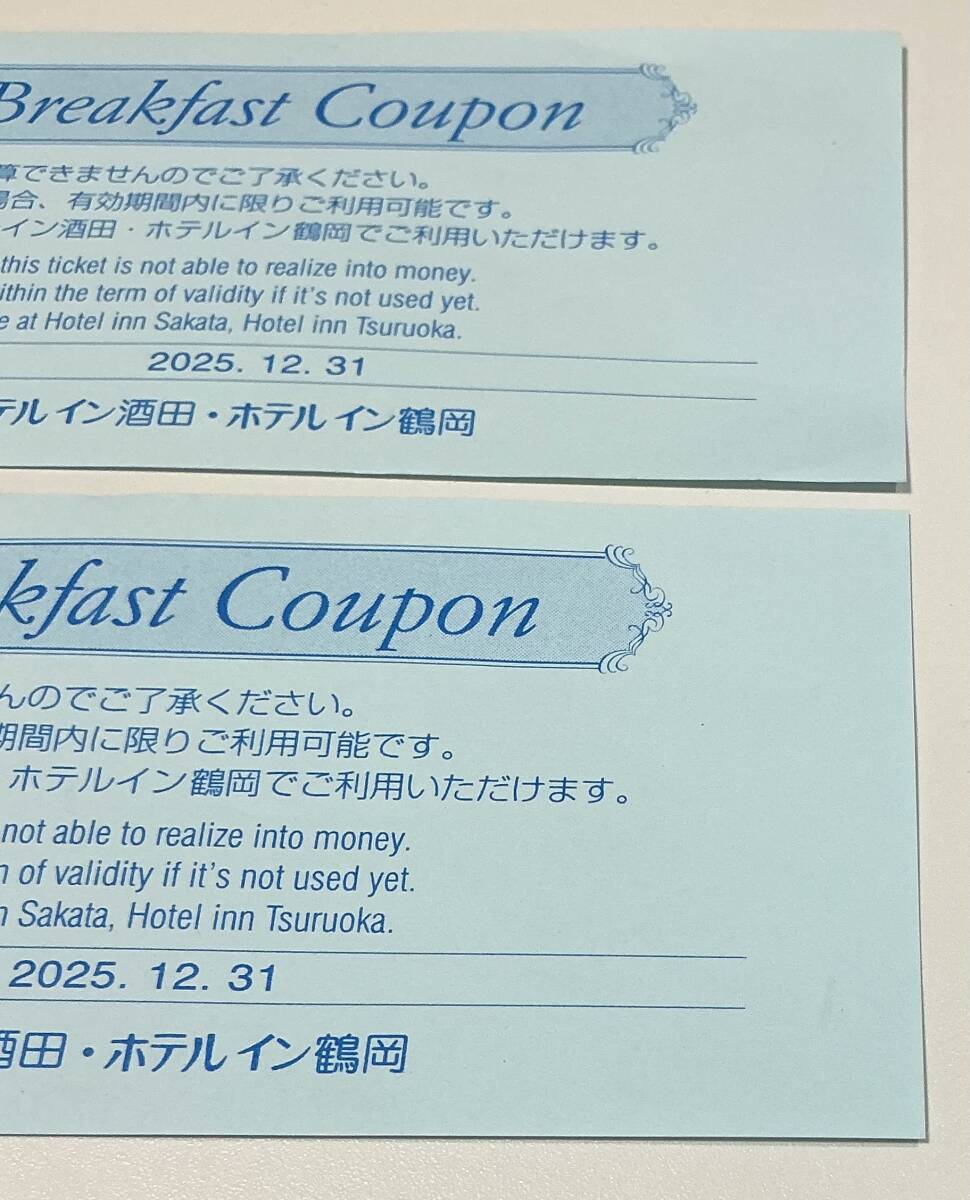 Breakfast Coupon
算できませんのでご了承ください。
場合、有効期間内に限りご利用可能です。
イン酒田・ホテルイン鶴岡でご利用いただけます。
this ticket is not able to realize into money.
ithin the term of validity if it's not used yet.
e at Hotel inn Sakata, Hotel inn Tsuruoka.
2025. 12. 31
テルイン酒田・ホテルイン鶴岡
kfast Coupon
んのでご了承ください。
期間内に限りご利用可能です。
ホテルイン鶴岡でご利用いただけます。
not able to realize into money.
n of validity if it's not used yet.
n Sakata, Hotel inn Tsuruoka.
2025. 12. 31
酒田・ホテルイン鶴岡